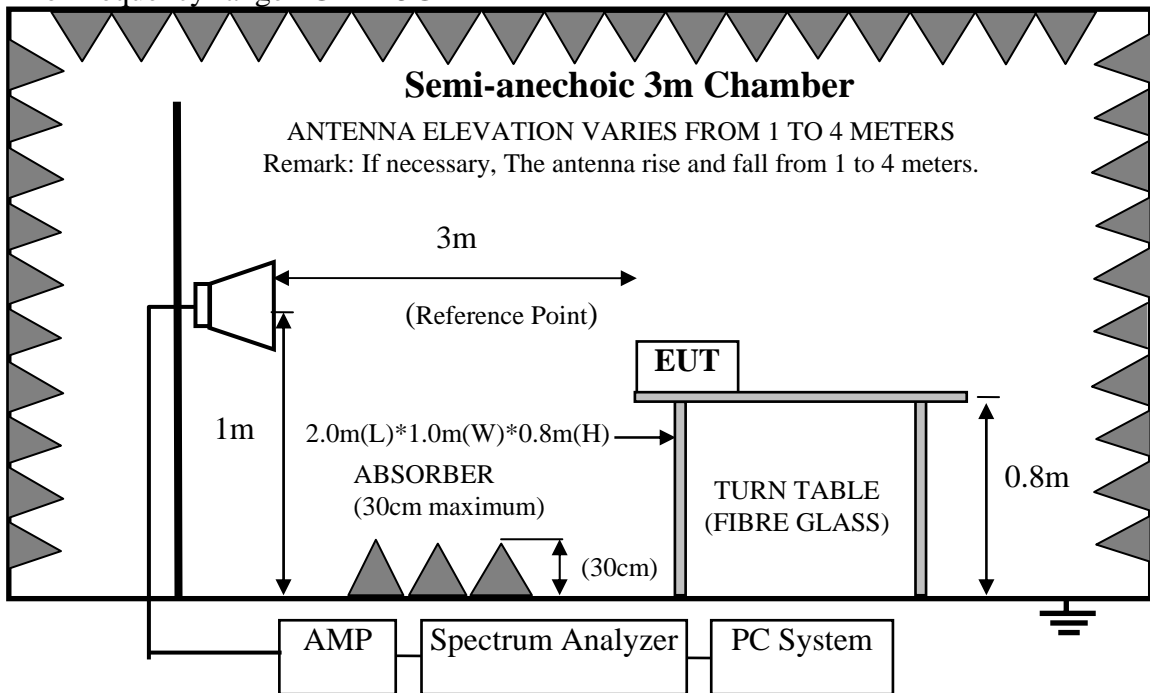 Semi-anechoic 3m Chamber
ANTENNA ELEVATION VARIES FROM 1 TO 4 METERS
Remark: If necessary, The antenna rise and fall from 1 to 4 meters.
3m
(Reference Point)
EUT
1m
2.0m(L)*1.0m(W)*0.8m(H)
ABSORBER
(30cm maximum)
TURN TABLE
(FIBRE GLASS)
0.8m
(30cm)
AMP
Spectrum Analyzer
PC System